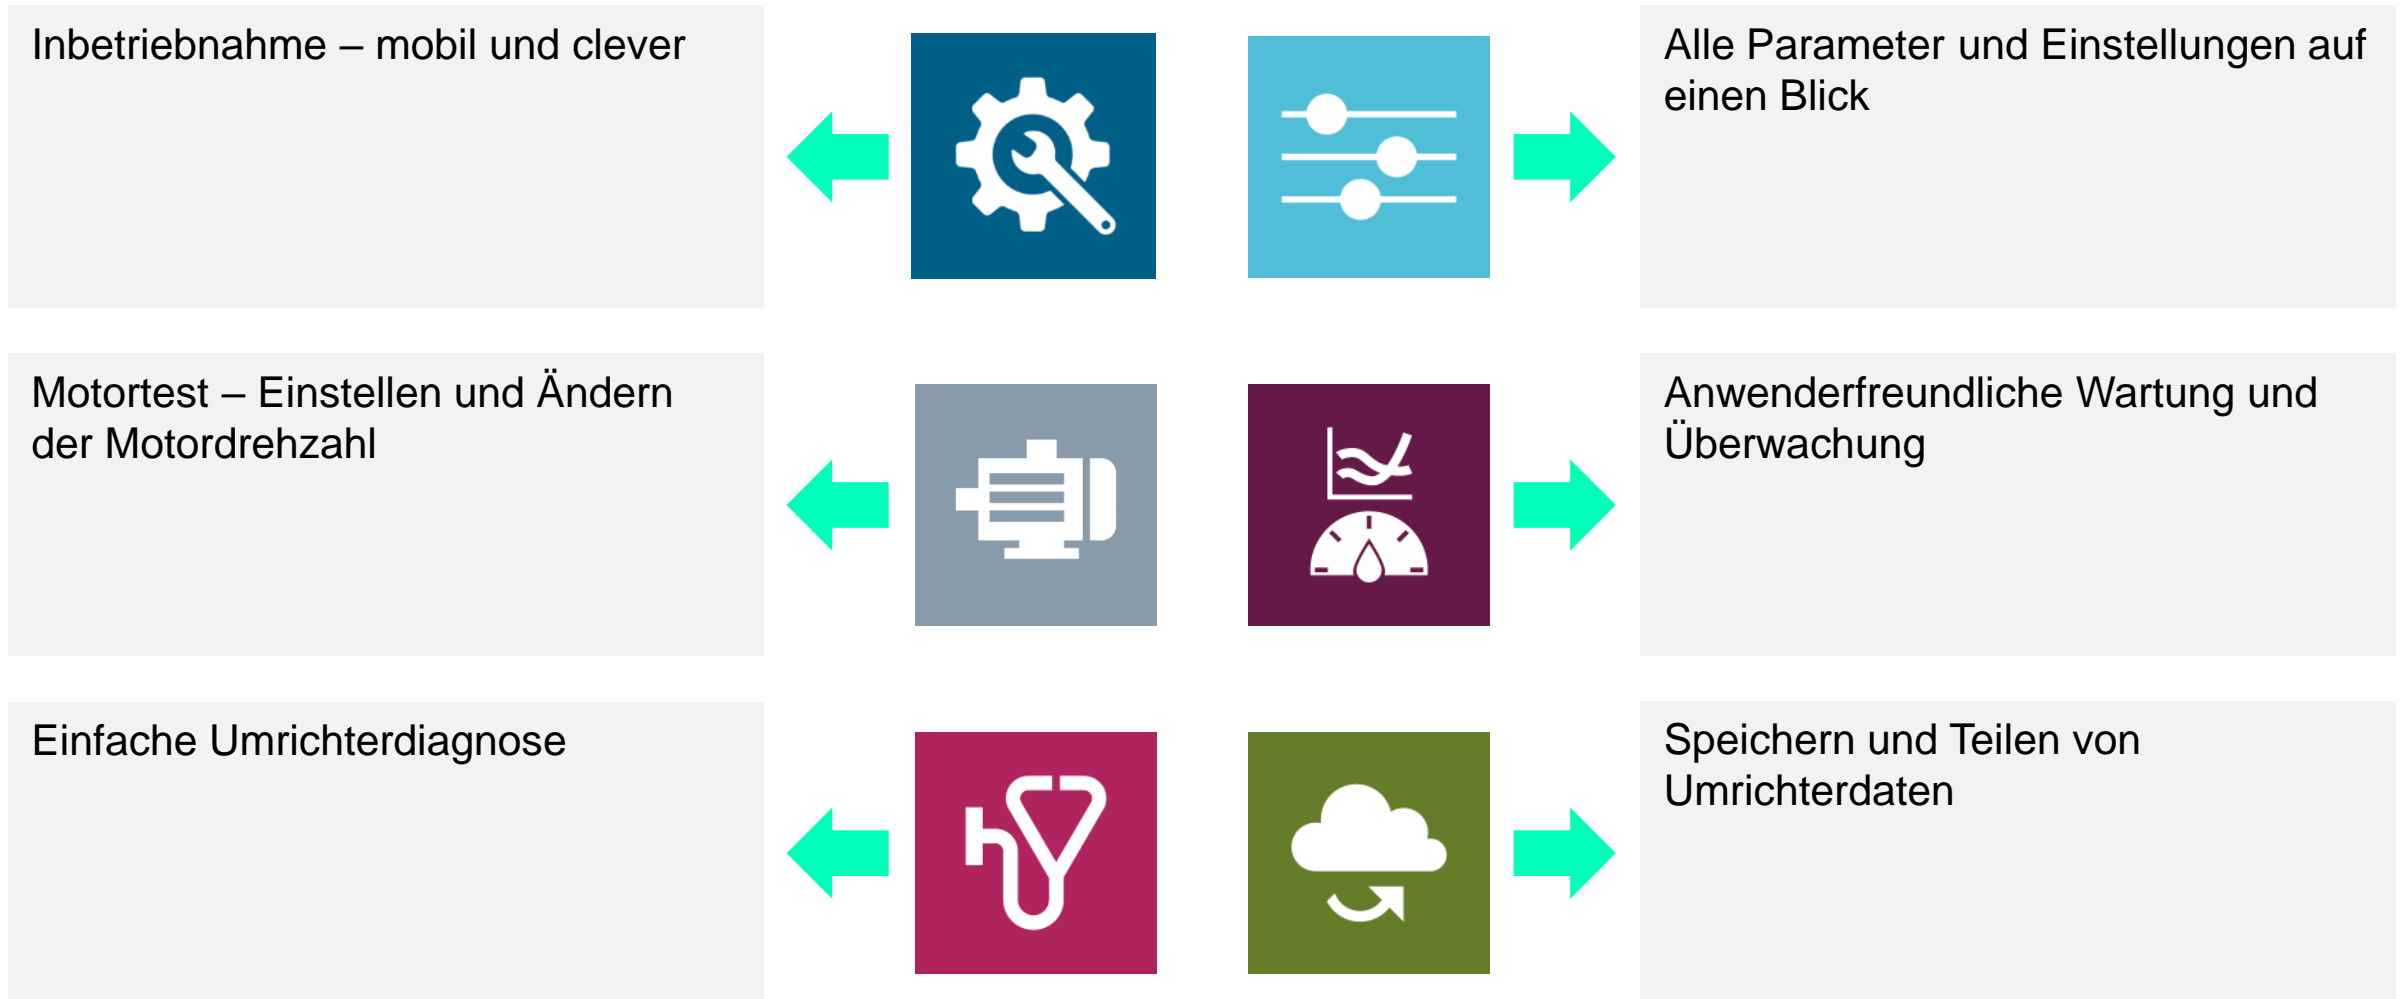 Inbetriebnahme – mobil und clever
Alle Parameter und Einstellungen auf
einen Blick
Motortest – Einstellen und Ändern
der Motordrehzahl
Anwenderfreundliche Wartung und
Überwachung
Einfache Umrichterdiagnose
Speichern und Teilen von
Umrichterdaten